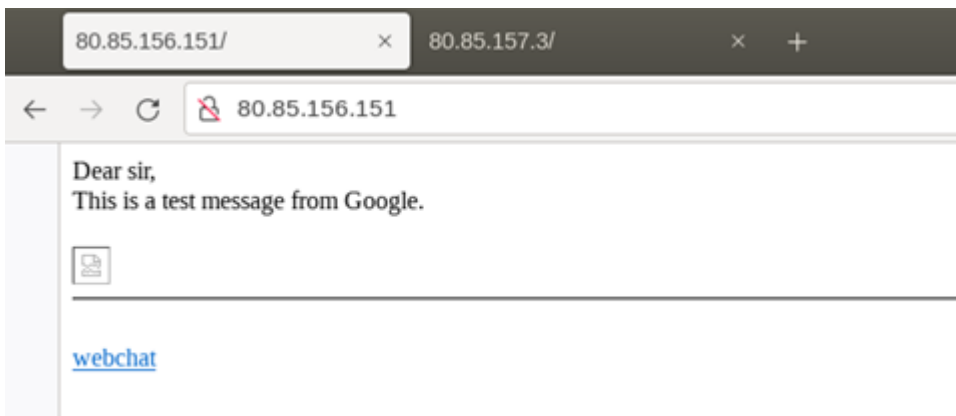 80.85.156.151/
80.85.157.3/
80.85.156.151
Dear sir,
This is a test message from Google.
webchat